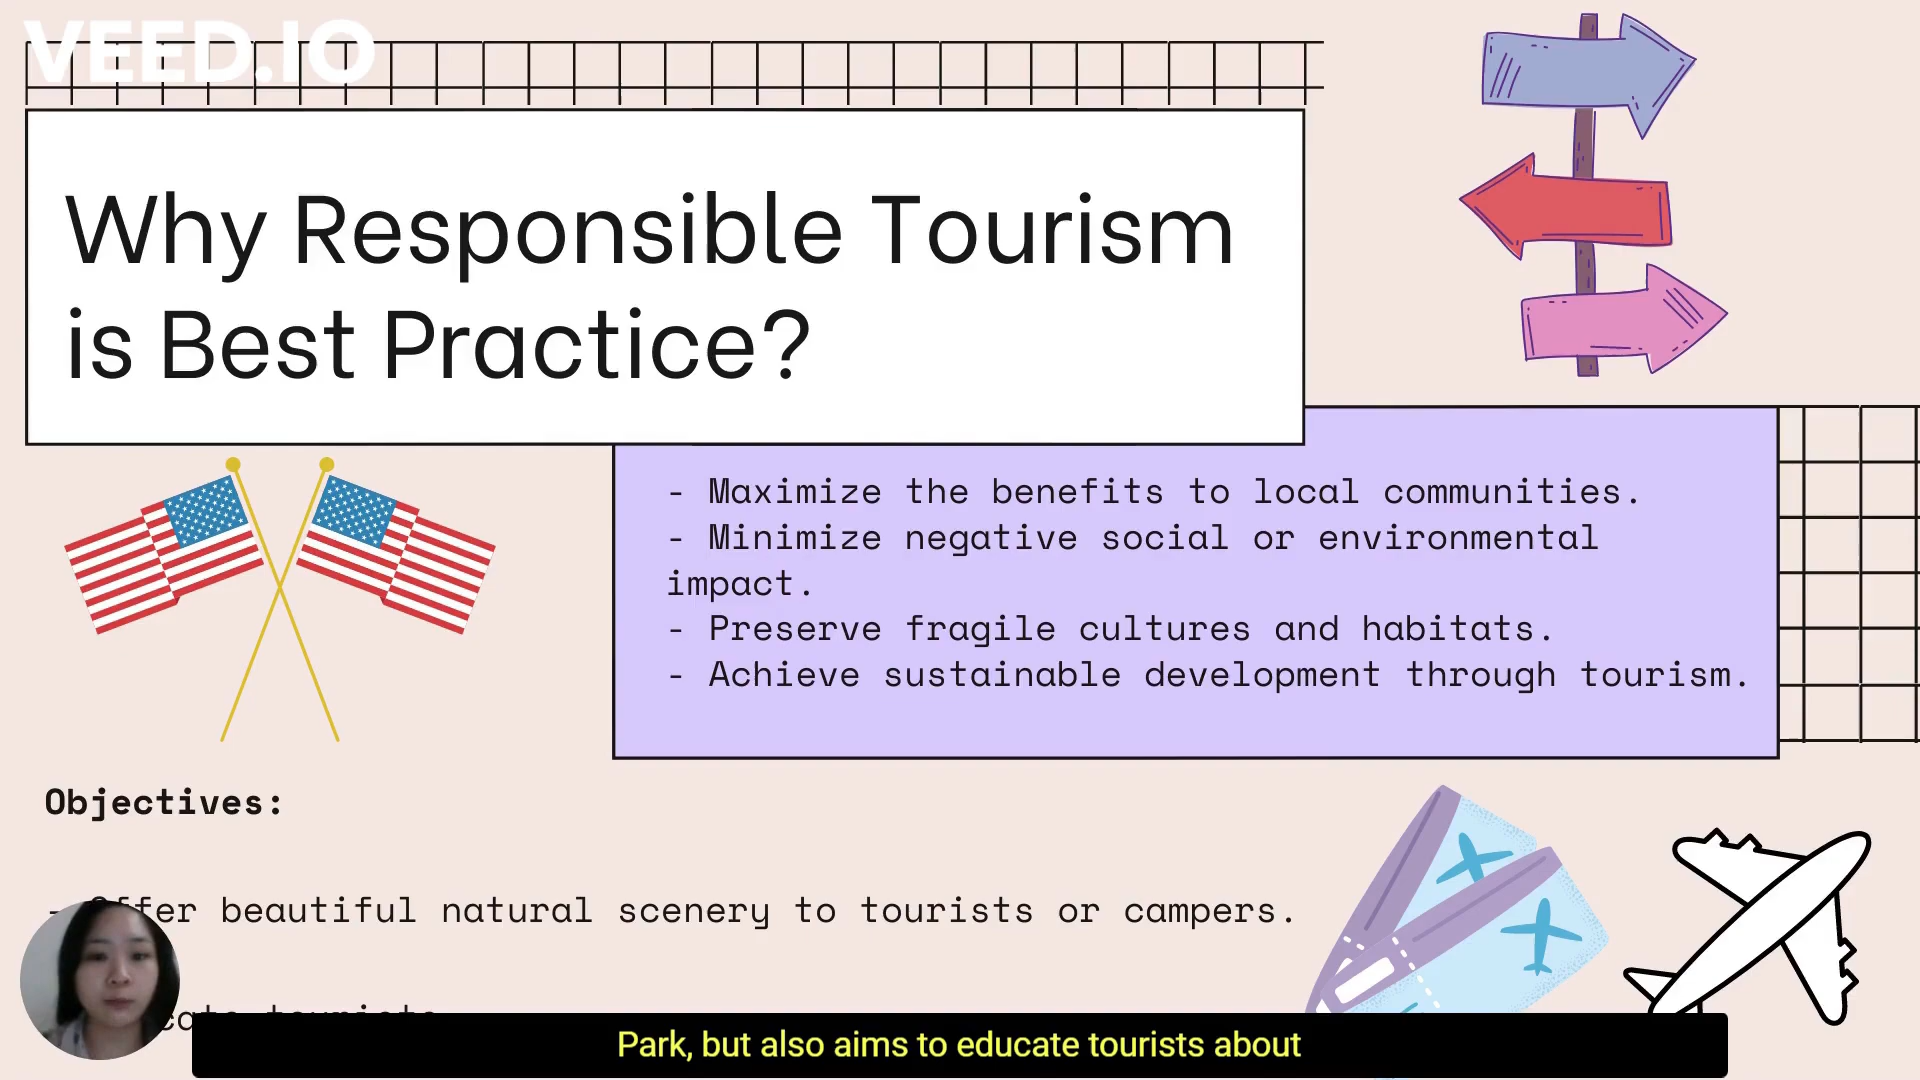 VEED.IO
Why Responsible Tourism
is Best Practice?
- Maximize the benefits to local communities.
- Minimize negative social or environmental
impact.
- Preserve fragile cultures and habitats.
- Achieve sustainable development through tourism.
Objectives:
- Offer beautiful natural scenery to tourists or campers.
tourists
Park, but also aims to educate tourists about